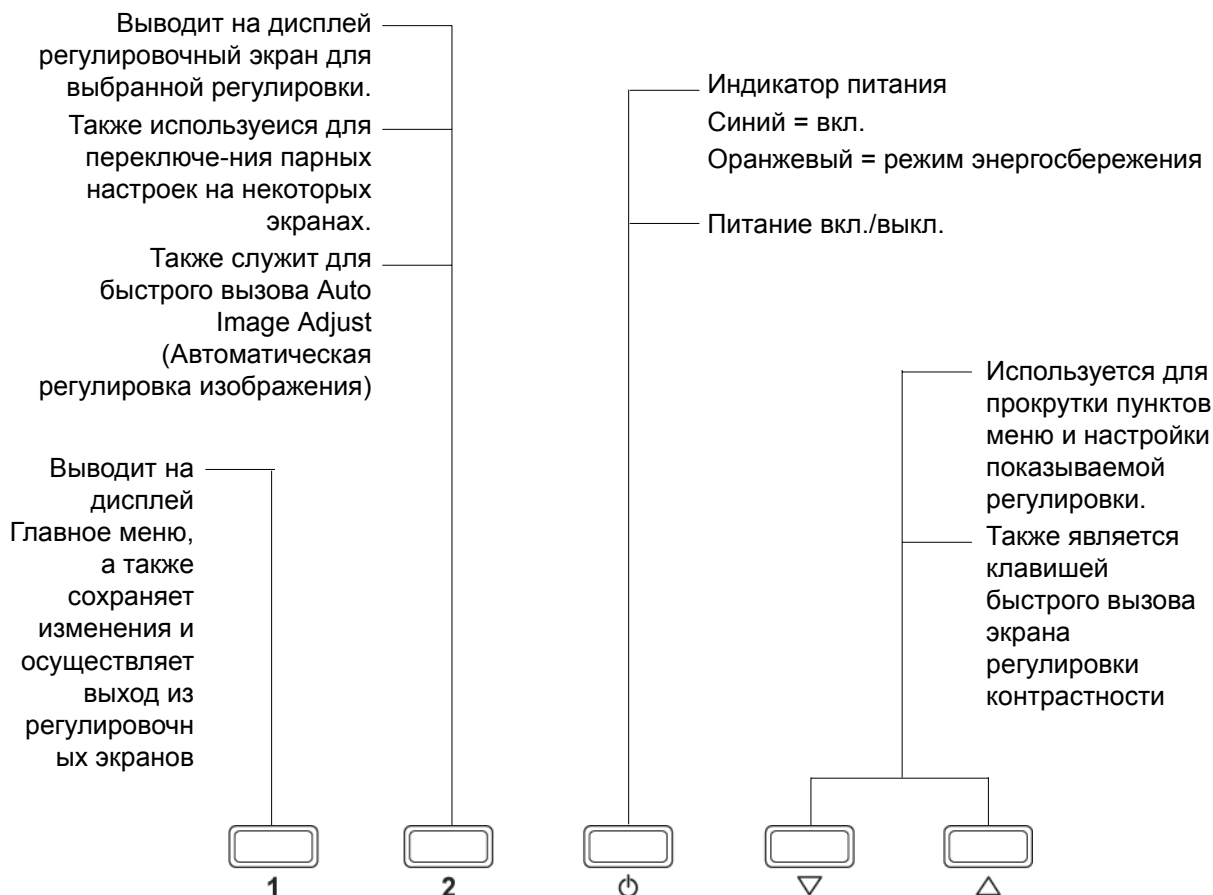 Выводит на дисплей
регулировочный экран для
выбранной регулировки.
Также используеися для
переключе-ния парных
настроек на некоторых
экранах.
Также служит для
быстрого вызова Auto
Image Adjust
(Автоматическая
регулировка изображения)
Индикатор питания
Синий = вкл.
Оранжевый = режим энергосбережения
Питание вкл./выкл.
Используется для
прокрутки пунктов
меню и настройки
показываемой
регулировки.
Также является
клавишей
быстрого вызова
экрана
регулировки
контрастности
Выводит на
дисплей
Главное меню,
а также
сохраняет
изменения и
осуществляет
выход из
регулировочн
ых экранов
1
2